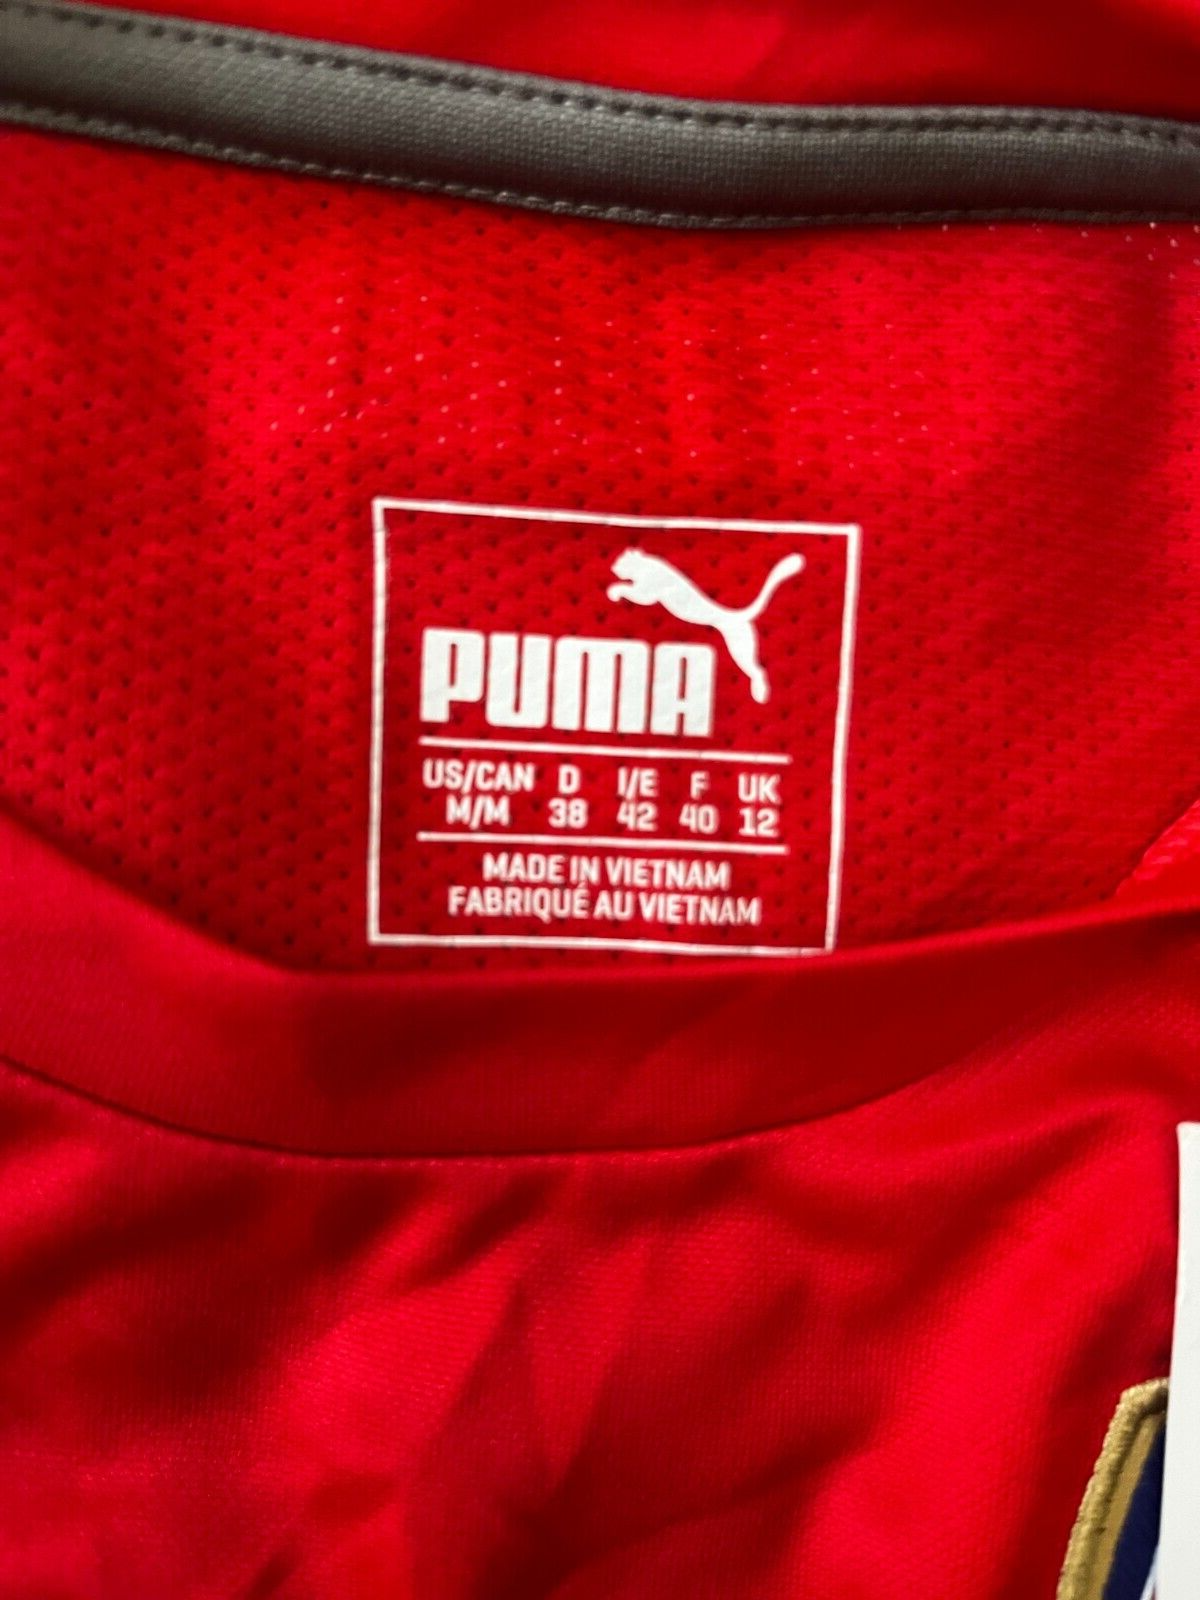 PUMA
US/CAN D I/E F UK
M/M 38 42 40 12
MADE IN VIETNAM
FABRIQUÉ AU VIETNAM